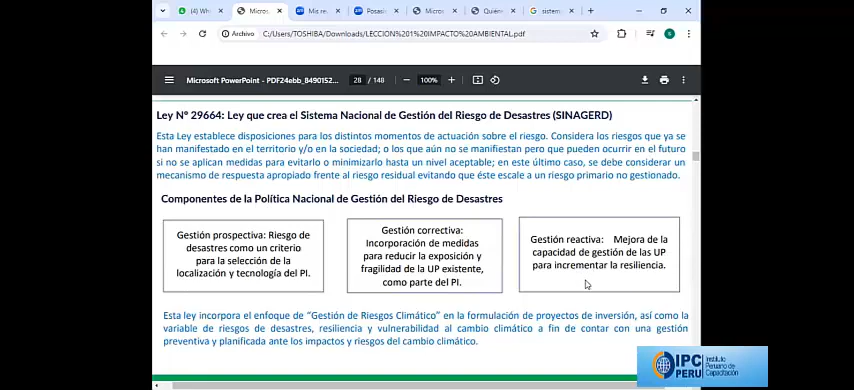 (4) Wh
Micros
Mis re
Posasi
Microc
Quién
sistem
Archivo C:/Users/TOSHIBA/Downloads/LECCION%201%20IMPACTO%20AMBIENTAL.pdf
Microsoft PowerPoint - PDF24ebb_8490152... 28 / 148 100%
Ley N° 29664: Ley que crea el Sistema Nacional de Gestión del Riesgo de Desastres (SINAGERD)
Esta Ley establece disposiciones para los distintos momentos de actuación sobre el riesgo. Considera los riesgos que ya se
han manifestado en el territorio y/o en la sociedad; o los que aún no se manifiestan pero que pueden ocurrir en el futuro
si no se aplican medidas para evitarlo o minimizarlo hasta un nivel aceptable; en este último caso, se debe considerar un
mecanismo de respuesta apropiado frente al riesgo residual evitando que éste escale a un riesgo primario no gestionado.
Componentes de la Política Nacional de Gestión del Riesgo de Desastres
Gestión prospectiva: Riesgo de
desastres como un criterio
para la selección de la
localización y tecnología del PI.
Gestión correctiva:
Incorporación de medidas
para reducir la exposición y
fragilidad de la UP existente,
como parte del PI.
Gestión reactiva: Mejora de la
capacidad de gestión de las UP
para incrementar la resiliencia.
Esta ley incorpora el enfoque de “Gestión de Riesgos Climático” en la formulación de proyectos de inversión, así como la
variable de riesgos de desastres, resiliencia y vulnerabilidad al cambio climático a fin de contar con una gestión
preventiva y planificada ante los impactos y riesgos del cambio climático.
IPC
PERU
Instituto
Peruano de
Capacitación